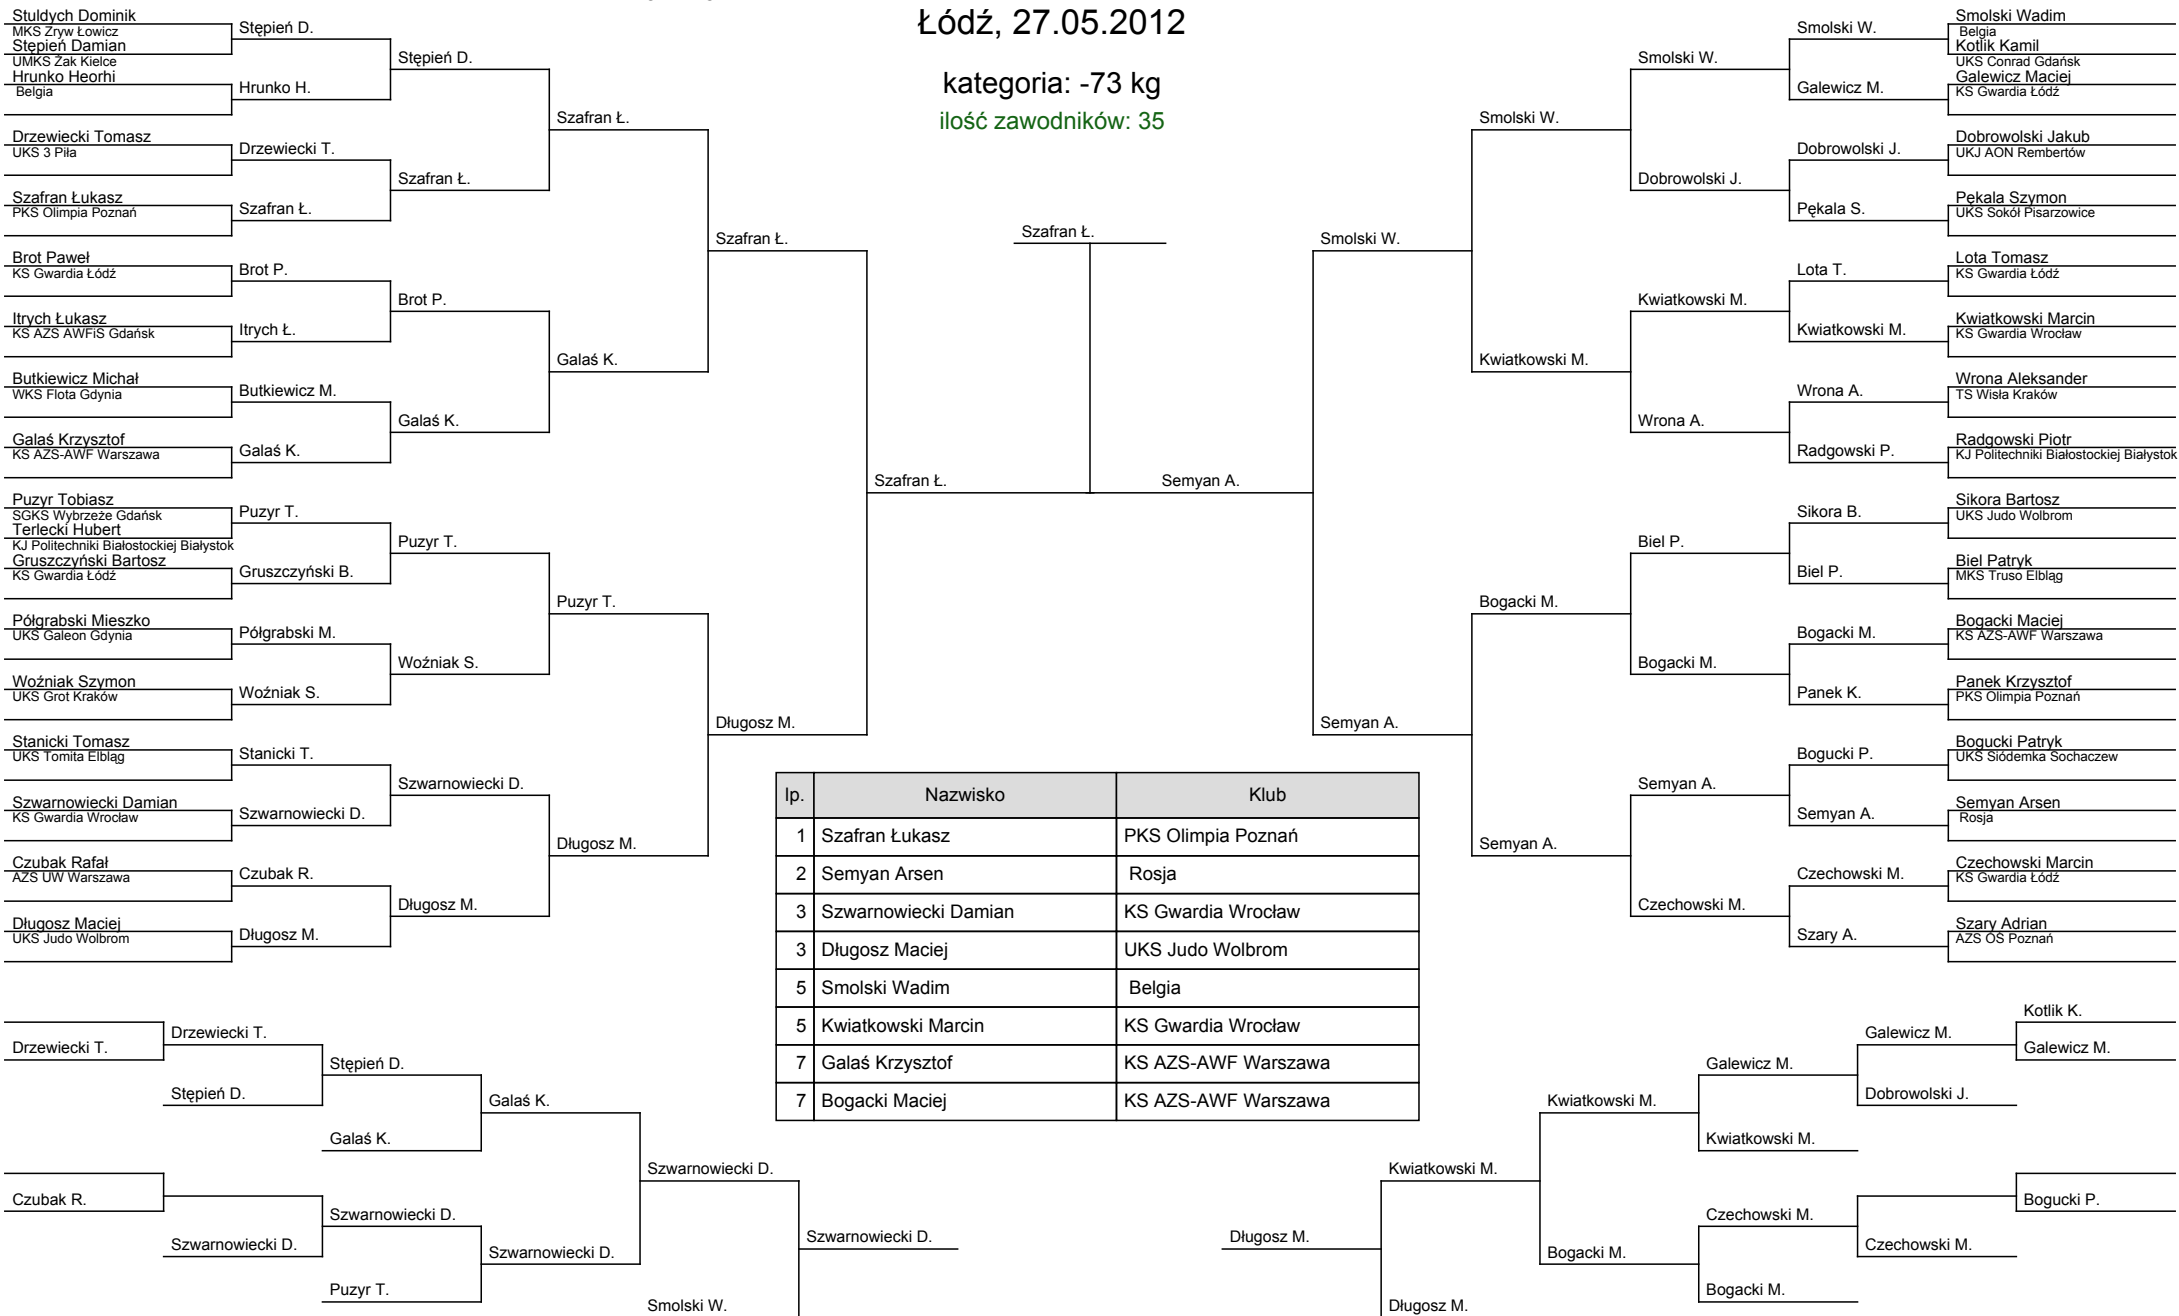 Łódź, 27.05.2012
kategoria: -73 kg
ilość zawodników: 35
Stuldych Dominik
MKS Zryw Łowicz
Stępień Damian
UMKS Żak Kielce
Hrunko Heorhi
Belgia
Drzewiecki Tomasz
UKS 3 Piła
Szafran Łukasz
PKS Olimpia Poznań
Brot Paweł
KS Gwardia Łódź
Itrych Łukasz
KS AZS AWFiS Gdańsk
Butkiewicz Michał
WKS Flota Gdynia
Galaś Krzysztof
KS AZS-AWF Warszawa
Puzyr Tobiasz
SGKS Wybrzeże Gdańsk
Terlecki Hubert
KJ Politechniki Białostockiej Białystok
Gruszczyński Bartosz
KS Gwardia Łódź
Półgrabski Mieszko
UKS Galeon Gdynia
Woźniak Szymon
UKS Grot Kraków
Stanicki Tomasz
UKS Tomita Elbląg
Szwarnowiecki Damian
KS Gwardia Wrocław
Czubak Rafał
AZS UW Warszawa
Długosz Maciej
UKS Judo Wolbrom
Stępień D.
Hrunko H.
Drzewiecki T.
Szafran Ł.
Brot P.
Itrych Ł.
Butkiewicz M.
Galaś K.
Puzyr T.
Gruszczyński B.
Półgrabski M.
Woźniak S.
Stanicki T.
Szwarnowiecki D.
Czubak R.
Długosz M.
Stępień D.
Szafran Ł.
Brot P.
Galaś K.
Puzyr T.
Woźniak S.
Szwarnowiecki D.
Długosz M.
Szafran Ł.
Galaś K.
Puzyr T.
Długosz M.
Szafran Ł.
Długosz M.
Szafran Ł.
Szafran Ł.
Semyan A.
Smolski W.
Semyan A.
Smolski W.
Kwiatkowski M.
Bogacki M.
Semyan A.
Smolski W.
Dobrowolski J.
Kwiatkowski M.
Wrona A.
Biel P.
Bogacki M.
Semyan A.
Czechowski M.
Smolski W.
Galewicz M.
Dobrowolski J.
Pękala S.
Lota T.
Kwiatkowski M.
Wrona A.
Radgowski P.
Sikora B.
Biel P.
Bogacki M.
Panek K.
Bogucki P.
Semyan A.
Czechowski M.
Szary A.
Smolski Wadim
Belgia
Kotlik Kamil
UKS Conrad Gdańsk
Galewicz Maciej
KS Gwardia Łódź
Dobrowolski Jakub
UKJ AON Rembertów
Pękala Szymon
UKS Sokół Pisarzowice
Lota Tomasz
KS Gwardia Łódź
Kwiatkowski Marcin
KS Gwardia Wrocław
Wrona Aleksander
TS Wisła Kraków
Radgowski Piotr
KJ Politechniki Białostockiej Białystok
Sikora Bartosz
UKS Judo Wolbrom
Biel Patryk
MKS Truso Elbląg
Bogacki Maciej
KS AZS-AWF Warszawa
Panek Krzysztof
PKS Olimpia Poznań
Bogucki Patryk
UKS Siódemka Sochaczew
Semyan Arsen
Rosja
Czechowski Marcin
KS Gwardia Łódź
Szary Adrian
AZS OŚ Poznań
lp. Nazwisko Klub
1 Szafran Łukasz PKS Olimpia Poznań
2 Semyan Arsen Rosja
3 Szwarnowiecki Damian KS Gwardia Wrocław
3 Długosz Maciej UKS Judo Wolbrom
5 Smolski Wadim Belgia
5 Kwiatkowski Marcin KS Gwardia Wrocław
7 Galaś Krzysztof KS AZS-AWF Warszawa
7 Bogacki Maciej KS AZS-AWF Warszawa
Drzewiecki T.
Czubak R.
Drzewiecki T.
Stępień D.
Szwarnowiecki D.
Stępień D.
Galaś K.
Szwarnowiecki D.
Puzyr T.
Galaś K.
Szwarnowiecki D.
Szwarnowiecki D.
Smolski W.
Szwarnowiecki D.
Długosz M.
Kwiatkowski M.
Długosz M.
Kwiatkowski M.
Bogacki M.
Galewicz M.
Kwiatkowski M.
Czechowski M.
Bogacki M.
Galewicz M.
Dobrowolski J.
Czechowski M.
Kotlik K.
Galewicz M.
Bogucki P.